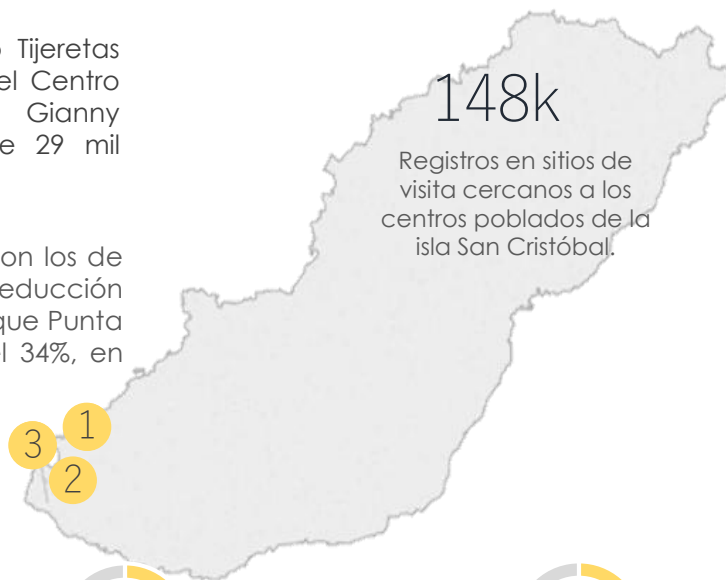 Tijeretas
el Centro
Gianny
e 29 mil
148k
Registros en sitios de
visita cercanos a los
centros poblados de la
isla San Cristóbal.
on los de
educción
que Punta
el 34%, en
1
3
2